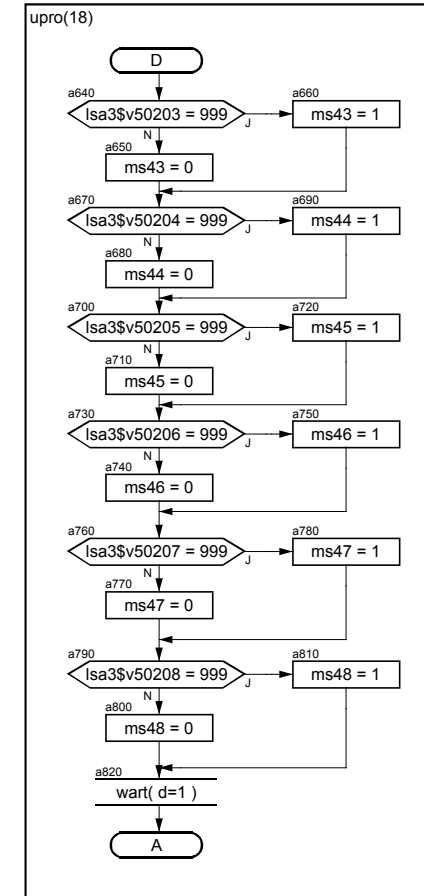 upro(18)
D
a640
lsa3$v50203 = 999
J
a660
ms43 = 1
N
a650
ms43 = 0
a670
lsa3$v50204 = 999
J
a690
ms44 = 1
N
a680
ms44 = 0
a700
lsa3$v50205 = 999
J
a720
ms45 = 1
N
a710
ms45 = 0
a730
lsa3$v50206 = 999
J
a750
ms46 = 1
N
a740
ms46 = 0
a760
lsa3$v50207 = 999
J
a780
ms47 = 1
N
a770
ms47 = 0
a790
lsa3$v50208 = 999
J
a810
ms48 = 1
N
a800
ms48 = 0
a820
wart( d=1 )
A